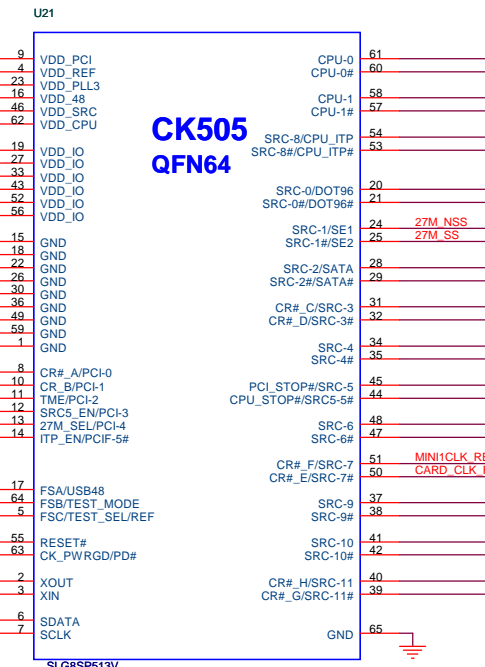 U21
CK505
QFN64
9 VDD_PCI
4 VDD_REF
23 VDD_PLL3
16 VDD_48
46 VDD_SRC
62 VDD_CPU
19 VDD_IO
27 VDD_IO
33 VDD_IO
43 VDD_IO
52 VDD_IO
56 VDD_IO
15 GND
18 GND
22 GND
26 GND
30 GND
36 GND
49 GND
59 GND
1 GND
8 CR#_A/PCI-0
10 CR_B/PCI-1
11 TME/PCI-2
12 SRC5_EN/PCI-3
13 27M_SEL/PCI-4
14 ITP_EN/PCIF-5#
17 FSA/USB48
64 FSB/TEST_MODE
5 FSC/TEST_SEL/REF
55 RESET#
63 CK_PWRGD/PD#
2 XOUT
3 XIN
6 SDATA
7 SCLK
CPU-0 61
CPU-0# 60
CPU-1 58
CPU-1# 57
SRC-8/CPU_ITP 54
SRC-8#/CPU_ITP# 53
SRC-0/DOT96 20
SRC-0#/DOT96# 21
SRC-1/SE1 24 27M_NSS
SRC-1#/SE2 25 27M_SS
SRC-2/SATA 28
SRC-2#/SATA# 29
CR#_C/SRC-3 31
CR#_D/SRC-3# 32
SRC-4 34
SRC-4# 35
PCI_STOP#/SRC-5 45
CPU_STOP#/SRC5-5# 44
SRC-6 48
SRC-6# 47
CR#_F/SRC-7 51 MINI1CLK_RE
CR#_E/SRC-7# 50 CARD_CLK_
SRC-9 37
SRC-9# 38
SRC-10 41
SRC-10# 42
CR#_H/SRC-11 40
CR#_G/SRC-11# 39
GND 65
SLG8SP513V